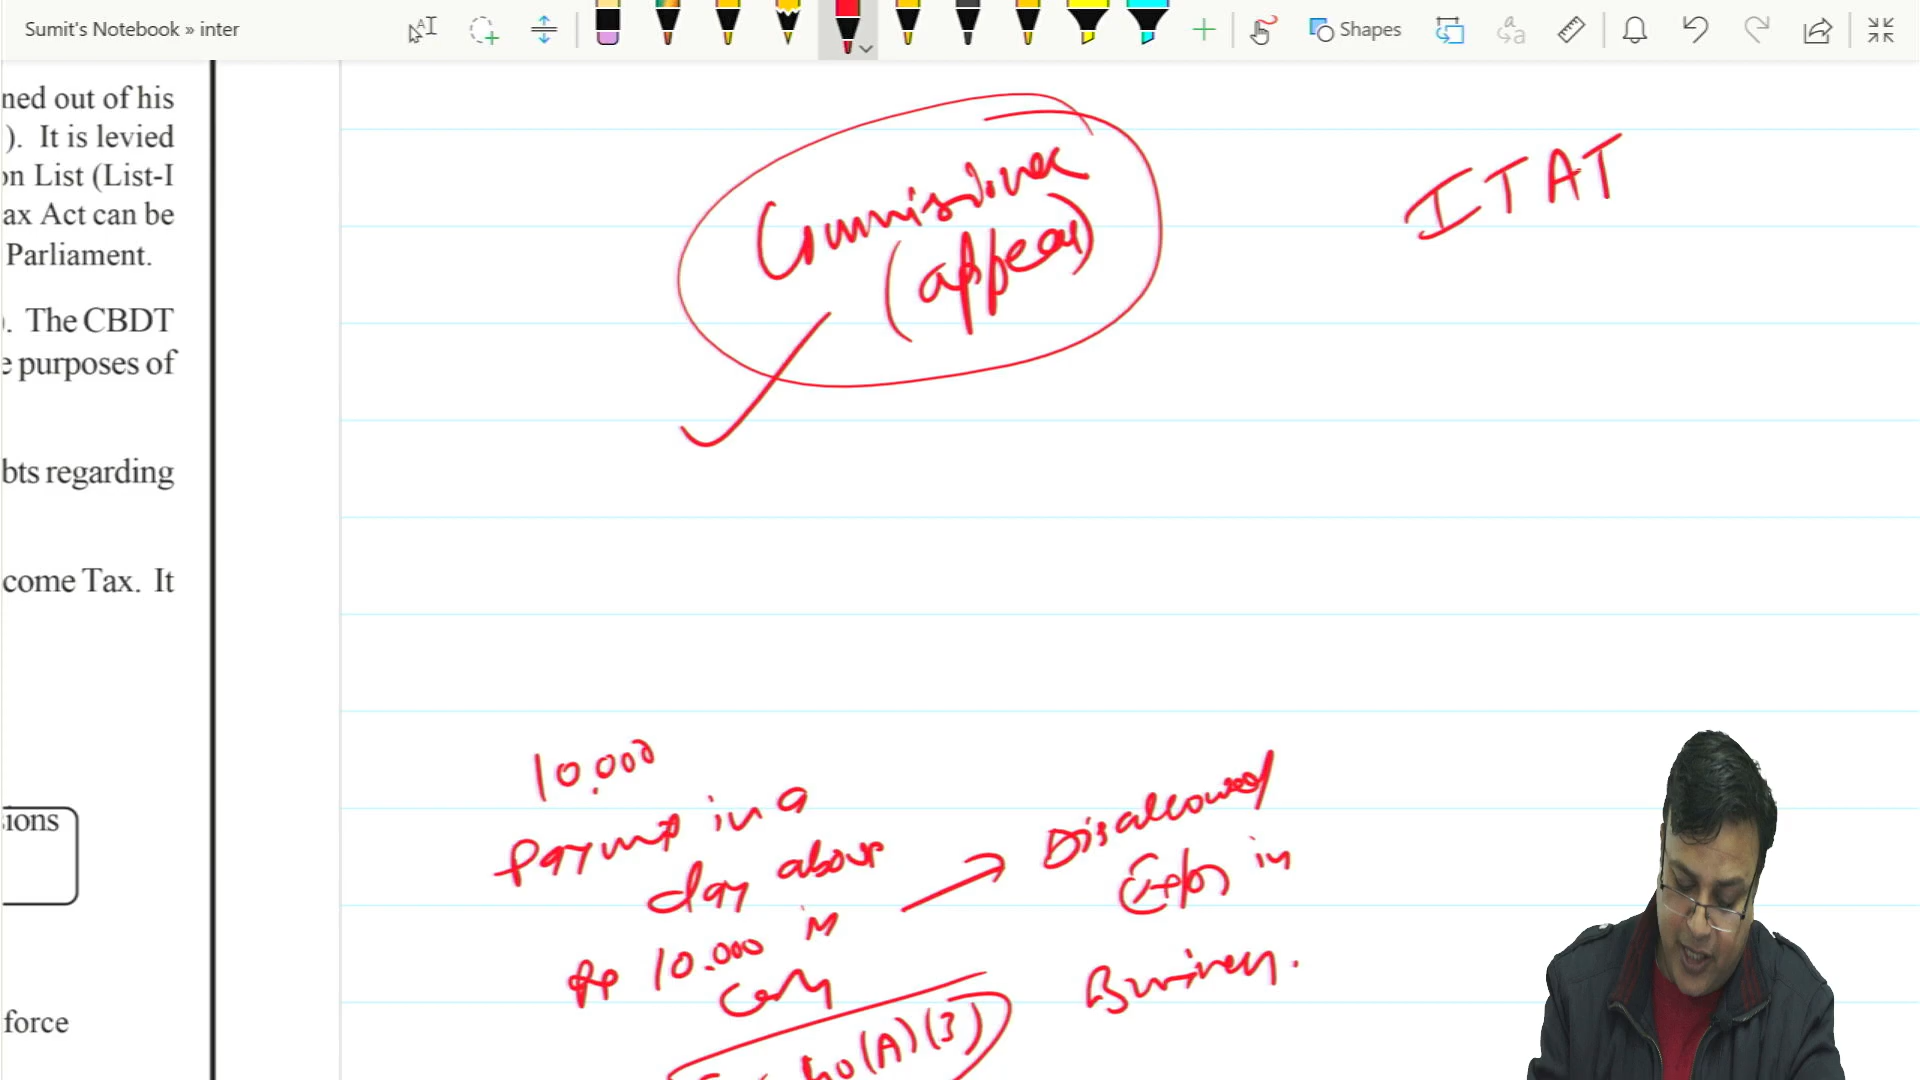 Sumit's Notebook » inter
Shapes
ned out of his
). It is levied
on List (List-I
ax Act can be
Parliament.
. The CBDT
e purposes of
bts regarding
come Tax. It
ions
force
Commissioner
(appeal)
ITAT
10,000
Payment in a
day above
Rs 10,000 in
Cash
Disallowed
Exp in
Business.
40(A)(3)